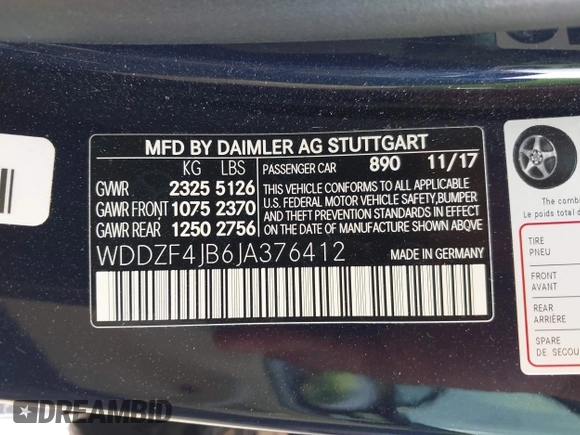 MFD BY DAIMLER AG STUTTGART
KG LBS PASSENGER CAR 890 11/17
GVWR 2325 5126
GAWR FRONT 1075 2370
GAWR REAR 1250 2756
THIS VEHICLE CONFORMS TO ALL APPLICABLE
U.S. FEDERAL MOTOR VEHICLE SAFETY, BUMPER
AND THEFT PREVENTION STANDARDS IN EFFECT
ON THE DATE OF MANUFACTURE SHOWN ABOVE
WDDZF4JB6JA376412
MADE IN GERMANY
The combin
Le poids total d
TIRE
PNEU
FRONT
AVANT
REAR
ARRIÈRE
SPARE
DE SECOU
DREAMBID